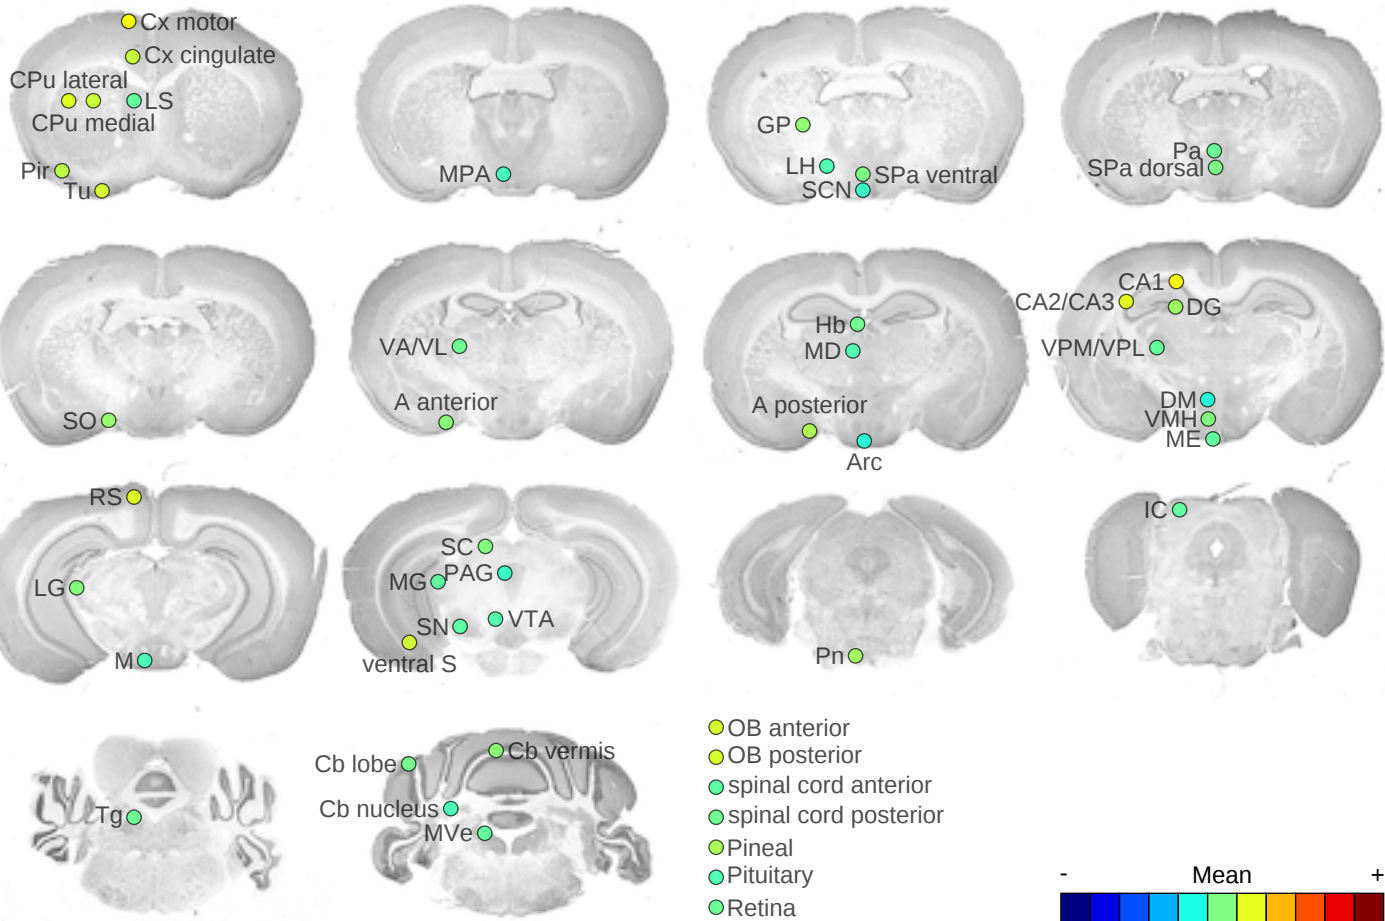 Cx motor
Cx cingulate
CPu lateral
LS
CPu medial
Pir
Tu
MPA
GP
LH
SPa ventral
SCN
Pa
SPa dorsal
SO
VA/VL
A anterior
Hb
MD
A posterior
Arc
CA1
CA2/CA3
DG
VPM/VPL
DM
VMH
ME
RS
LG
M
SC
PAG
MG
SN
VTA
ventral S
Pn
IC
Tg
Cb lobe
Cb vermis
Cb nucleus
MVe
OB anterior
OB posterior
spinal cord anterior
spinal cord posterior
Pineal
Pituitary
Retina
- Mean +